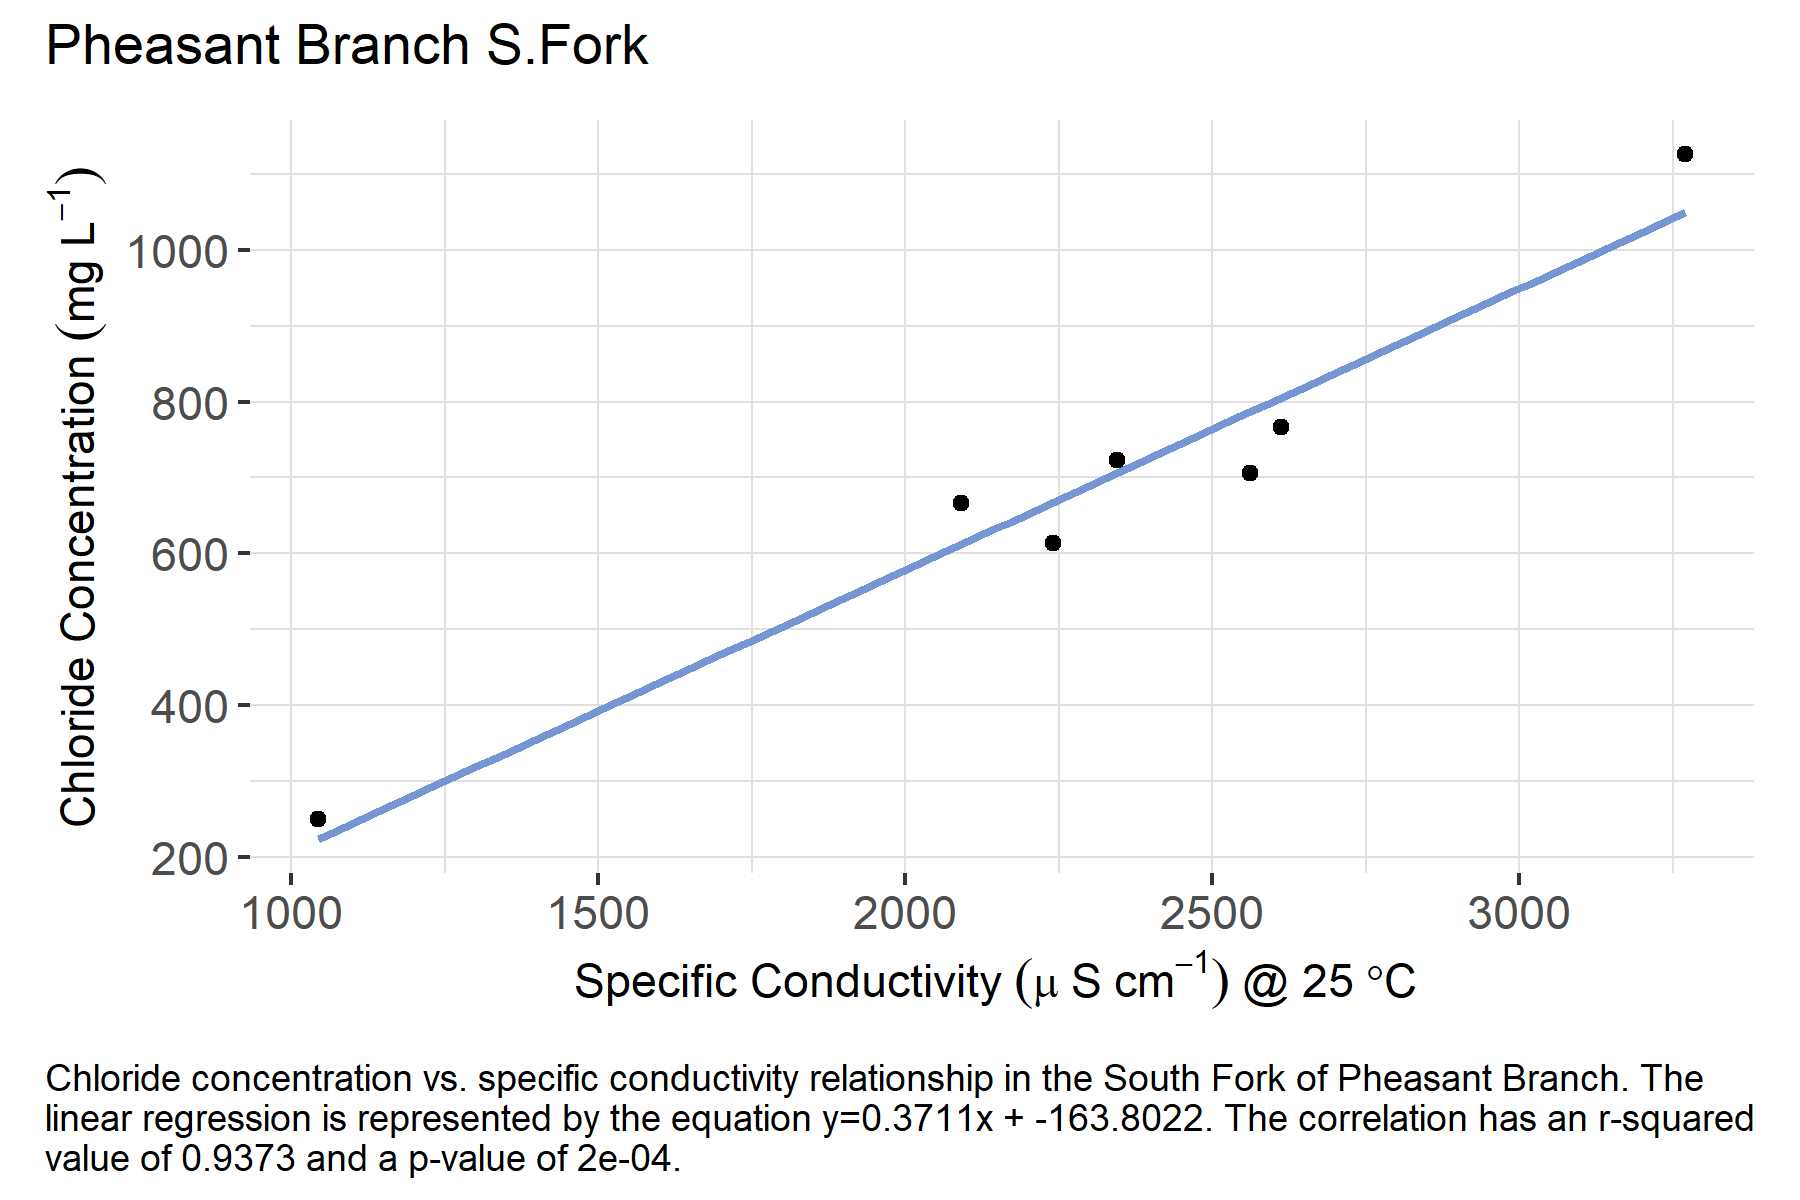 Pheasant Branch S.Fork
Chloride Concentration (mg L⁻¹)
1000
800
600
400
200
1000 1500 2000 2500 3000
Specific Conductivity (μ S cm⁻¹) @ 25 °C
Chloride concentration vs. specific conductivity relationship in the South Fork of Pheasant Branch. The
linear regression is represented by the equation y=0.3711x + -163.8022. The correlation has an r-squared
value of 0.9373 and a p-value of 2e-04.